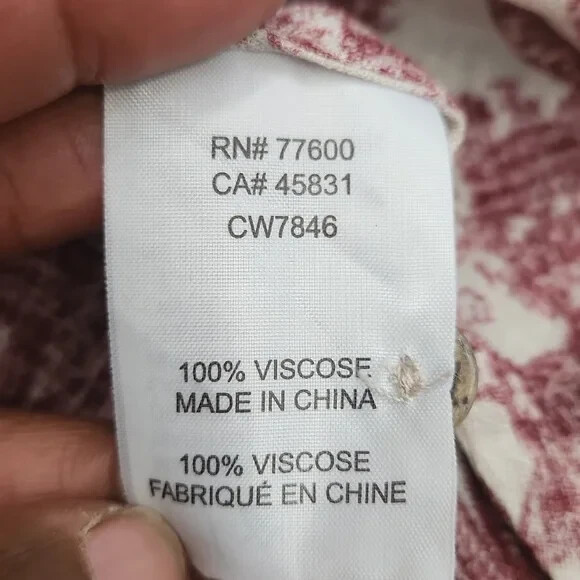 RN# 77600
CA# 45831
CW7846
100% VISCOSE
MADE IN CHINA
100% VISCOSE
FABRIQUÉ EN CHINE